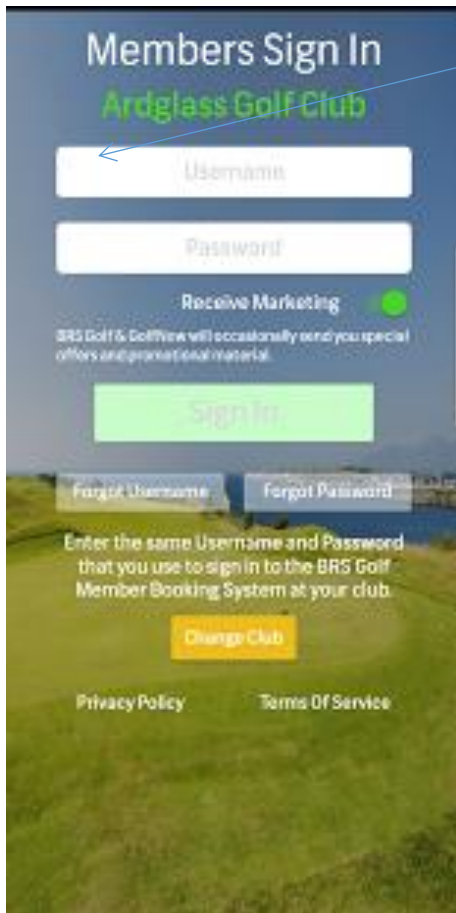 Members Sign In
Ardglass Golf Club
Username
Password
Receive Marketing
BRS Golf & GolfNow will occasionally send you special
offers and promotional material.
Sign In
Forgot Username Forgot Password
Enter the same Username and Password
that you use to sign in to the BRS Golf
Member Booking System at your club.
Change Club
Privacy Policy Terms Of Service